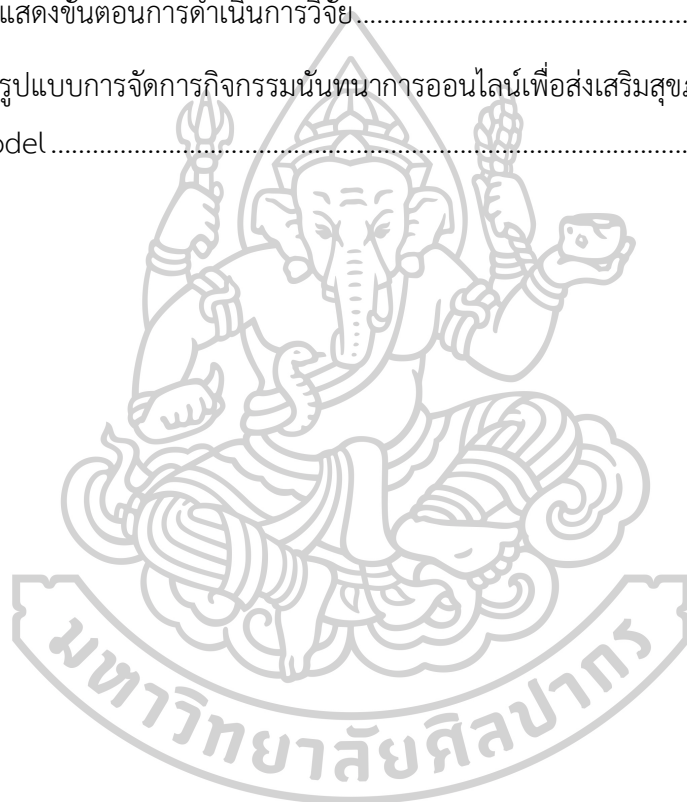 แสดงขั้นตอนการดำเนินการวิจัย.......................................................................
รูปแบบการจัดการกิจกรรมนันทนาการออนไลน์เพื่อส่งเสริม
odel.......................................................................................................................
มหาวิทยาลัยศิลปากร